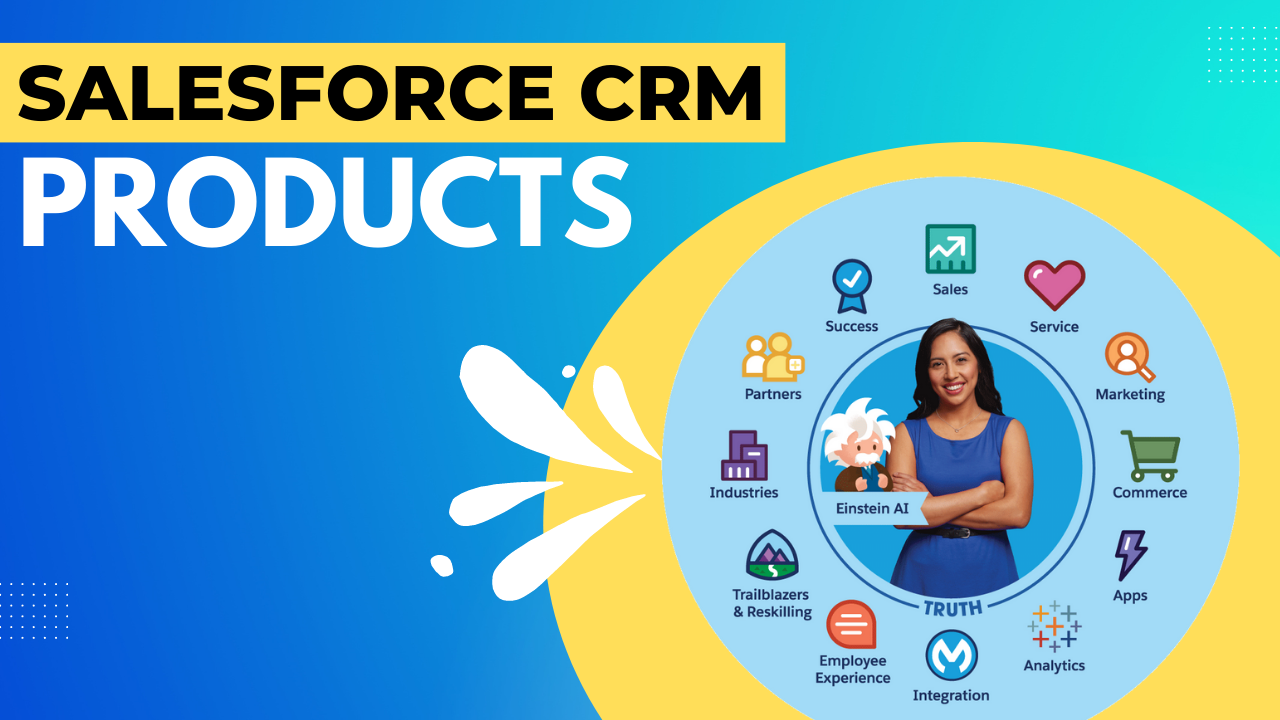 SALESFORCE CRM
PRODUCTS
Sales
Success
Service
Partners
Marketing
Industries
Commerce
Einstein AI
Trailblazers
& Reskilling
Apps
TRUTH
Employee
Experience
Analytics
Integration